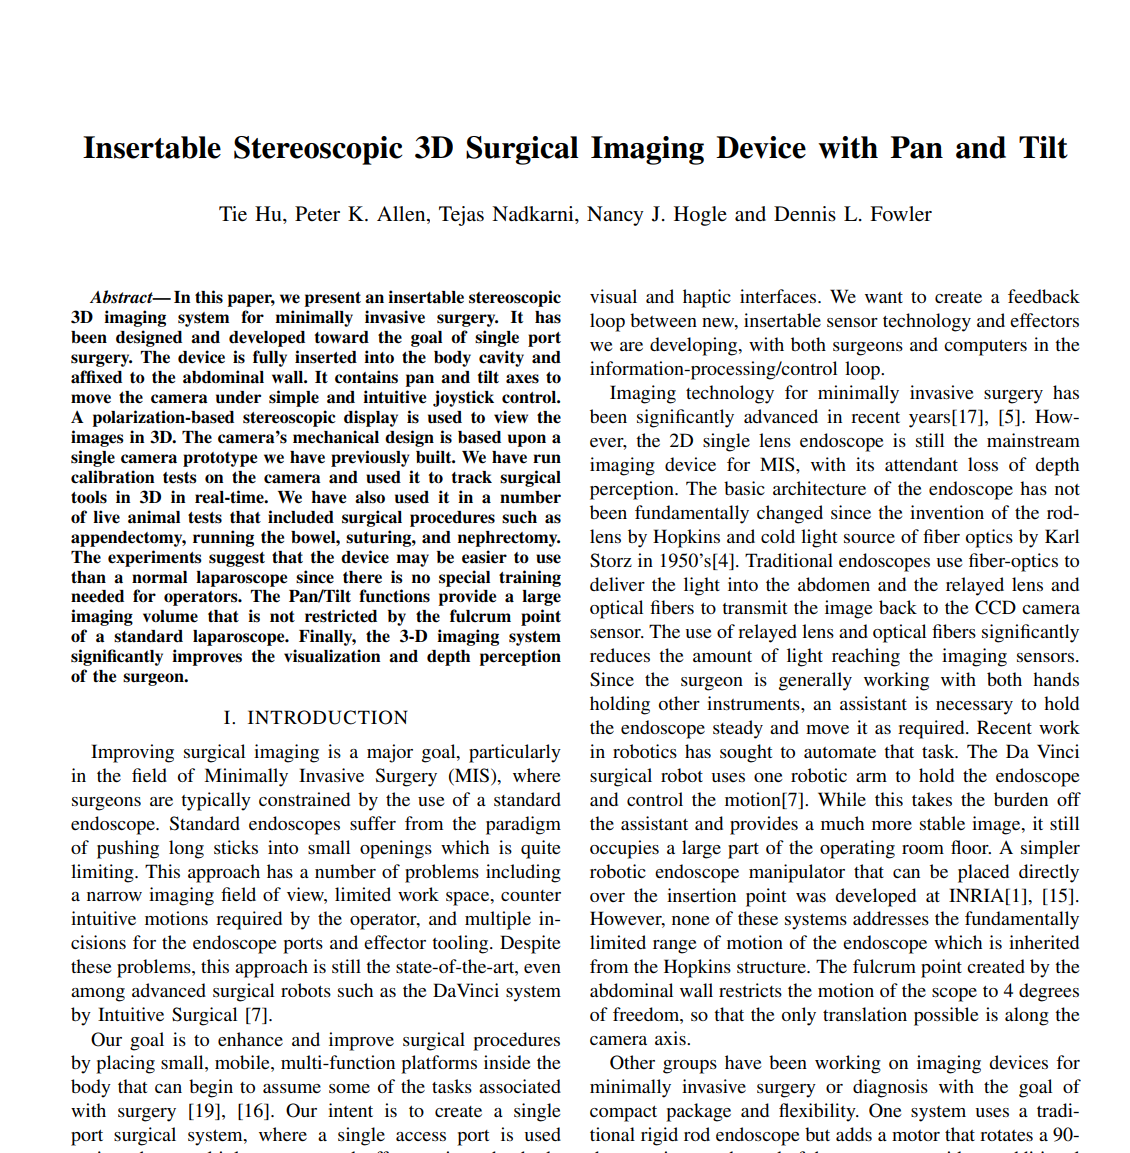 Insertable Stereoscopic 3D Surgical Imaging Device with Pan and Tilt
Tie Hu, Peter K. Allen, Tejas Nadkarni, Nancy J. Hogle and Dennis L. Fowler
Abstract— In this paper, we present an insertable stereoscopic
3D imaging system for minimally invasive surgery. It has
been designed and developed toward the goal of single port
surgery. The device is fully inserted into the body cavity and
affixed to the abdominal wall. It contains pan and tilt axes to
move the camera under simple and intuitive joystick control.
A polarization-based stereoscopic display is used to view the
images in 3D. The camera's mechanical design is based upon a
single camera prototype we have previously built. We have run
calibration tests on the camera and used it to track surgical
tools in 3D in real-time. We have also used it in a number
of live animal tests that included surgical procedures such as
appendectomy, running the bowel, suturing, and nephrectomy.
The experiments suggest that the device may be easier to use
than a normal laparoscope since there is no special training
needed for operators. The Pan/Tilt functions provide a large
imaging volume that is not restricted by the fulcrum point
of a standard laparoscope. Finally, the 3-D imaging system
significantly improves the visualization and depth perception
of the surgeon.
I. INTRODUCTION
Improving surgical imaging is a major goal, particularly
in the field of Minimally Invasive Surgery (MIS), where
surgeons are typically constrained by the use of a standard
endoscope. Standard endoscopes suffer from the paradigm
of pushing long sticks into small openings which is quite
limiting. This approach has a number of problems including
a narrow imaging field of view, limited work space, counter
intuitive motions required by the operator, and multiple in-
cisions for the endoscope ports and effector tooling. Despite
these problems, this approach is still the state-of-the-art, even
among advanced surgical robots such as the DaVinci system
by Intuitive Surgical [7].
Our goal is to enhance and improve surgical procedures
by placing small, mobile, multi-function platforms inside the
body that can begin to assume some of the tasks associated
with surgery [19], [16]. Our intent is to create a single
port surgical system, where a single access port is used
visual and haptic interfaces. We want to create a feedback
loop between new, insertable sensor technology and effectors
we are developing, with both surgeons and computers in the
information-processing/control loop.
Imaging technology for minimally invasive surgery has
been significantly advanced in recent years[17], [5]. How-
ever, the 2D single lens endoscope is still the mainstream
imaging device for MIS, with its attendant loss of depth
perception. The basic architecture of the endoscope has not
been fundamentally changed since the invention of the rod-
lens by Hopkins and cold light source of fiber optics by Karl
Storz in 1950's[4]. Traditional endoscopes use fiber-optics to
deliver the light into the abdomen and the relayed lens and
optical fibers to transmit the image back to the CCD camera
sensor. The use of relayed lens and optical fibers significantly
reduces the amount of light reaching the imaging sensors.
Since the surgeon is generally working with both hands
holding other instruments, an assistant is necessary to hold
the endoscope steady and move it as required. Recent work
in robotics has sought to automate that task. The Da Vinci
surgical robot uses one robotic arm to hold the endoscope
and control the motion[7]. While this takes the burden off
the assistant and provides a much more stable image, it still
occupies a large part of the operating room floor. A simpler
robotic endoscope manipulator that can be placed directly
over the insertion point was developed at INRIA[1], [15].
However, none of these systems addresses the fundamentally
limited range of motion of the endoscope which is inherited
from the Hopkins structure. The fulcrum point created by the
abdominal wall restricts the motion of the scope to 4 degrees
of freedom, so that the only translation possible is along the
camera axis.
Other groups have been working on imaging devices for
minimally invasive surgery or diagnosis with the goal of
compact package and flexibility. One system uses a tradi-
tional rigid rod endoscope but adds a motor that rotates a 90-